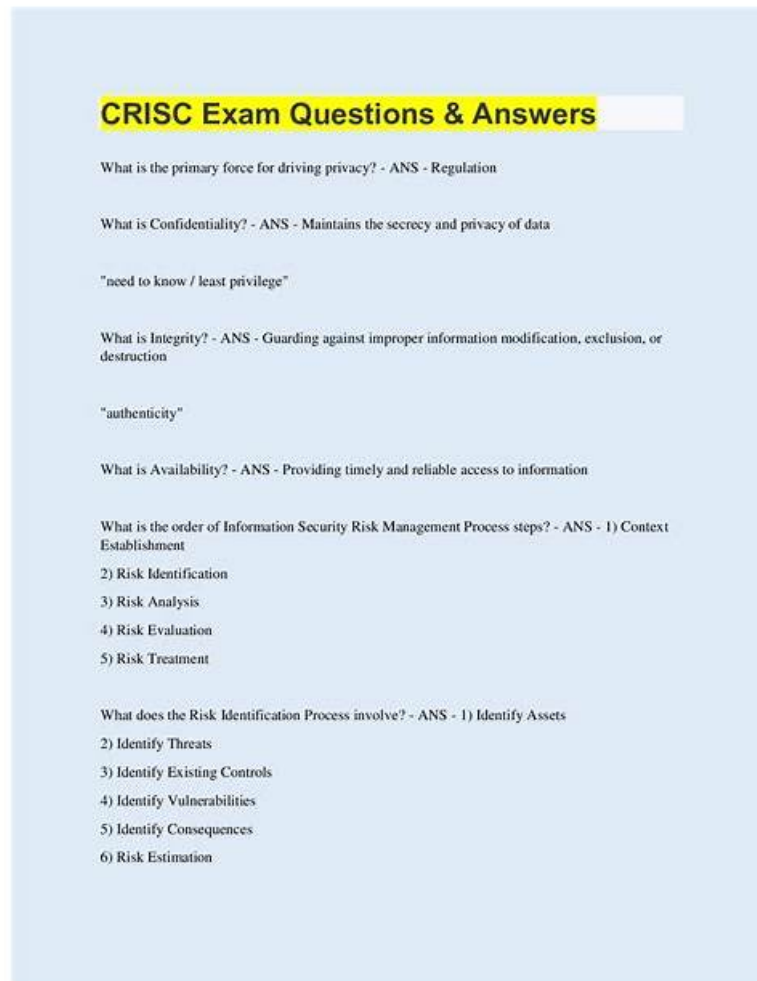 CRISC Exam Questions & Answers
What is the primary force for driving privacy? - ANS - Regulation
What is Confidentiality? - ANS - Maintains the secrecy and privacy of data
"need to know / least privilege"
What is Integrity? - ANS - Guarding against improper information modification, exclusion, or
destruction
"authenticity"
What is Availability? - ANS - Providing timely and reliable access to information
What is the order of Information Security Risk Management Process steps? - ANS - 1) Context
Establishment
2) Risk Identification
3) Risk Analysis
4) Risk Evaluation
5) Risk Treatment
What does the Risk Identification Process involve? - ANS - 1) Identify Assets
2) Identify Threats
3) Identify Existing Controls
4) Identify Vulnerabilities
5) Identify Consequences
6) Risk Estimation